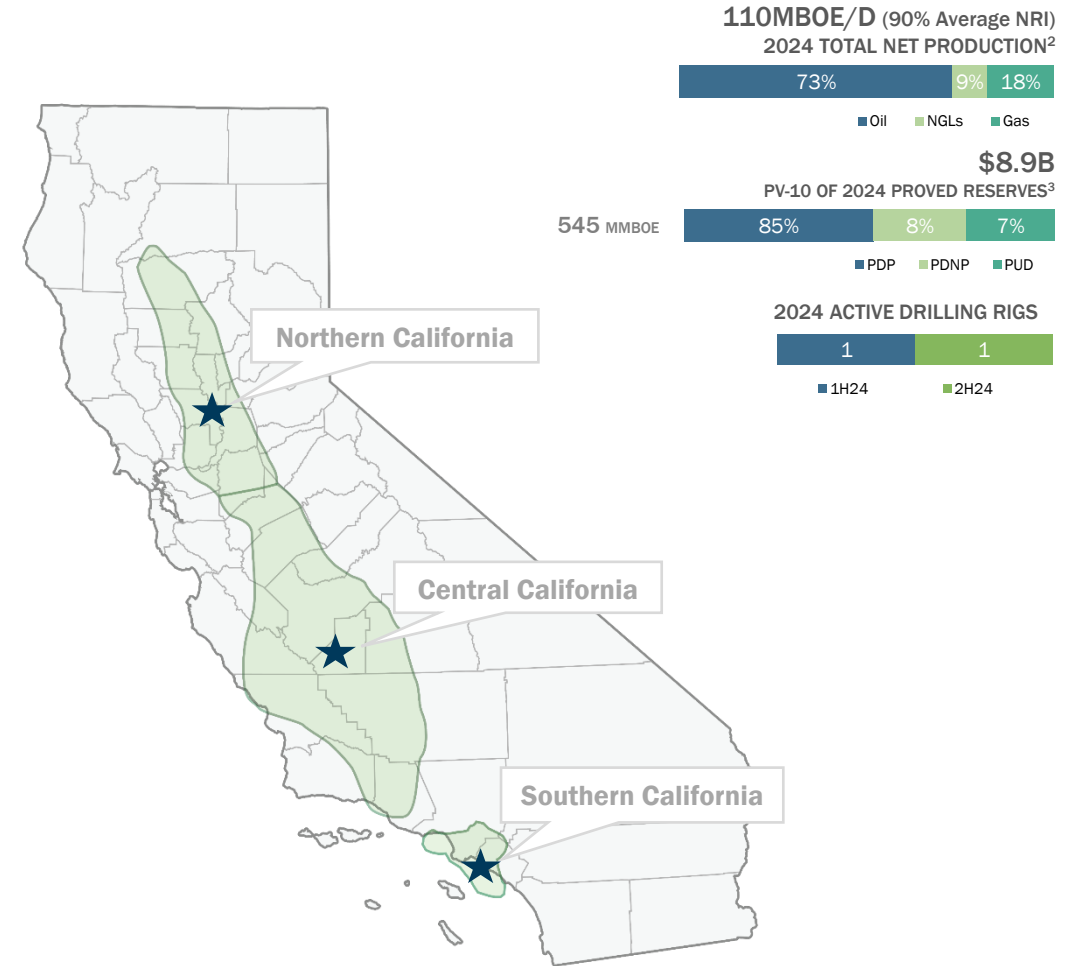 110MBOE/D (90% Average NRI)
2024 TOTAL NET PRODUCTION²
73% 9% 18%
Oil NGLs Gas
$8.9B
PV-10 OF 2024 PROVED RESERVES³
545 MMBOE 85% 8% 7%
PDP PDNP PUD
2024 ACTIVE DRILLING RIGS
1 1
1H24 2H24
Northern California
Central California
Southern California